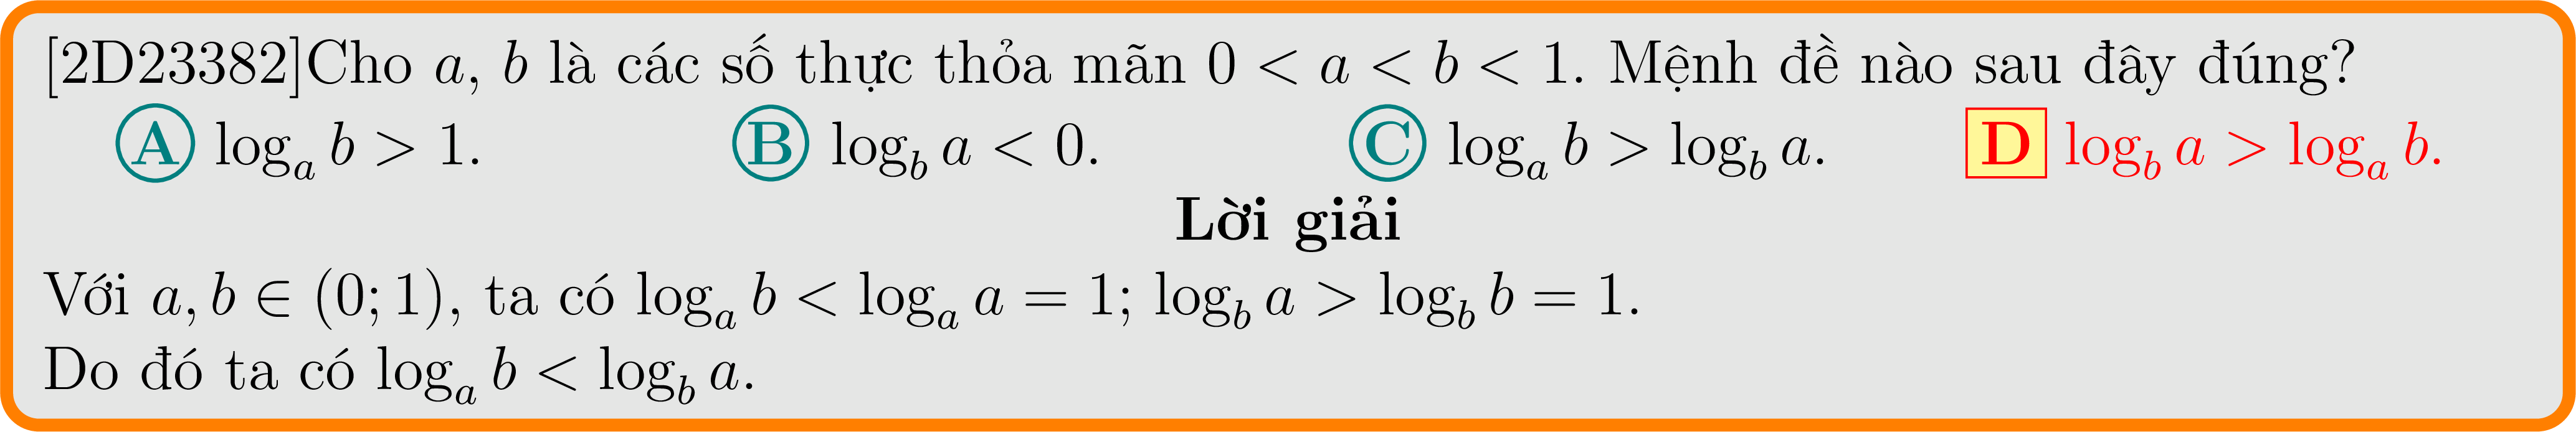 [2D23382]Cho a, b là các số thực thỏa mãn 0 < a < b < 1. Mệnh đề nào sau đây đúng?
A log_a b > 1. B log_b a < 0. C log_a b > log_b a. D log_b a > log_a b.
Lời giải
Với a, b ∈ (0; 1), ta có log_a b < log_a a = 1; log_b a > log_b b = 1.
Do đó ta có log_a b < log_b a.